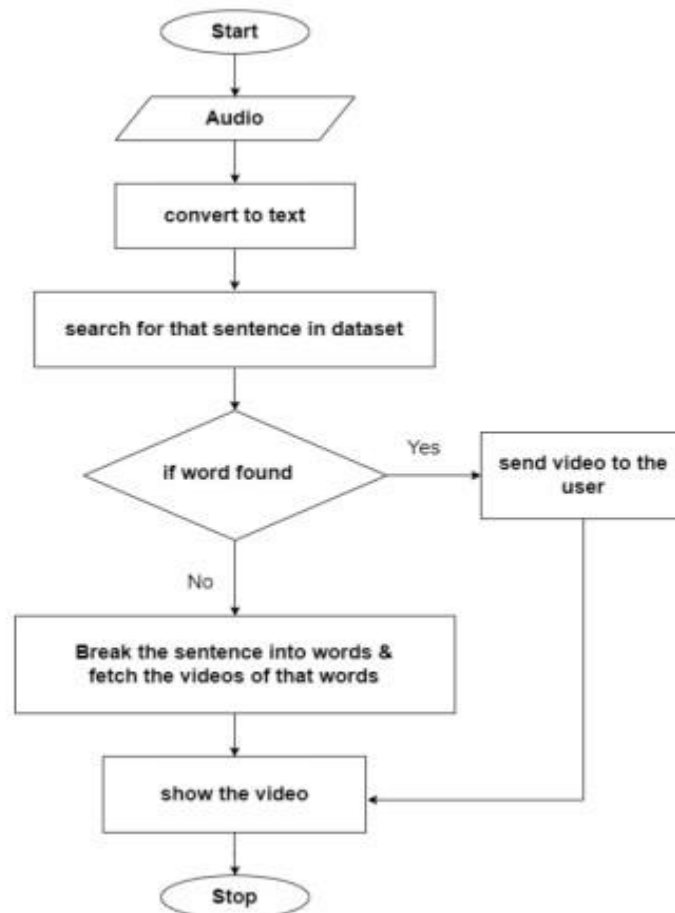 Start
Audio
convert to text
search for that sentence in dataset
if word found
Yes
send video to the
user
No
Break the sentence into words &
fetch the videos of that words
show the video
Stop